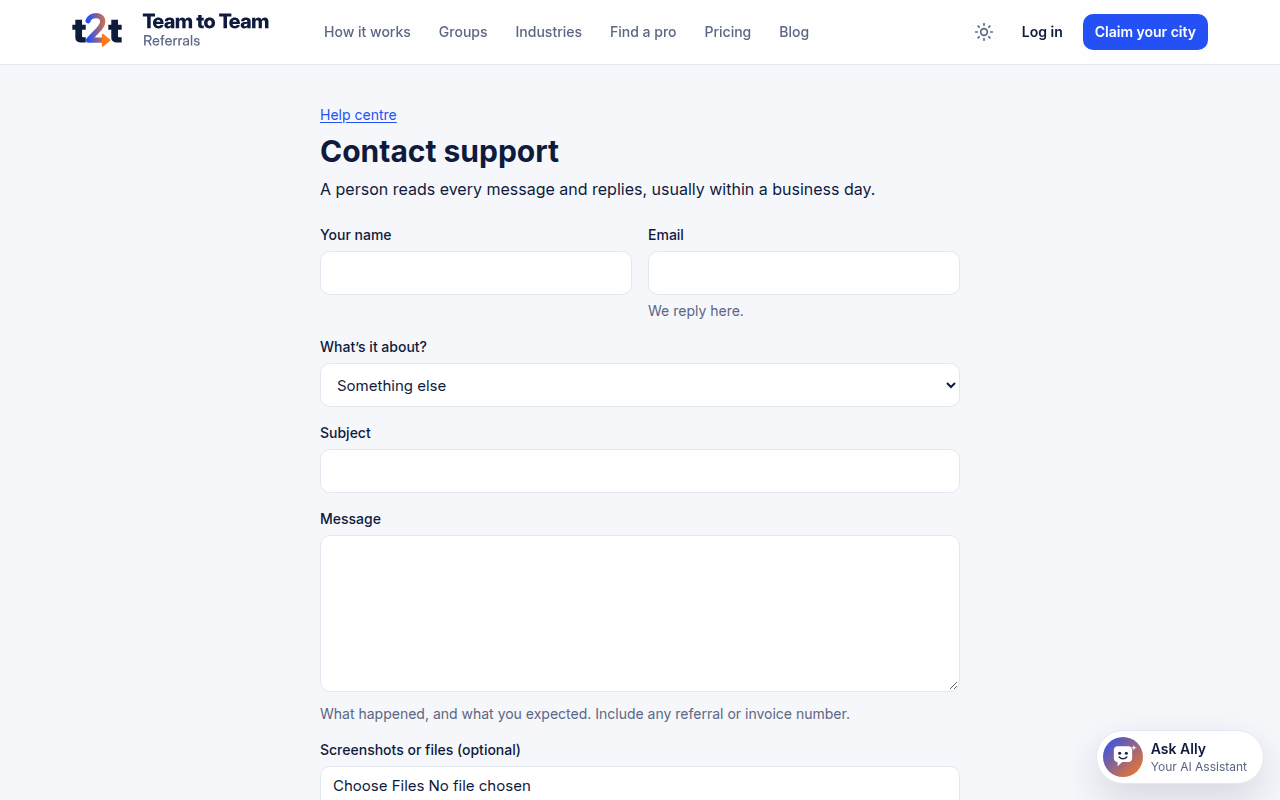 t2t Team to Team
Referrals
How it works Groups Industries Find a pro Pricing Blog Log in Claim your city
Help centre
Contact support
A person reads every message and replies, usually within a business day.
Your name Email
We reply here.
What's it about?
Something else
Subject
Message
What happened, and what you expected. Include any referral or invoice number.
Screenshots or files (optional)
Choose Files No file chosen
Ask Ally
Your AI Assistant